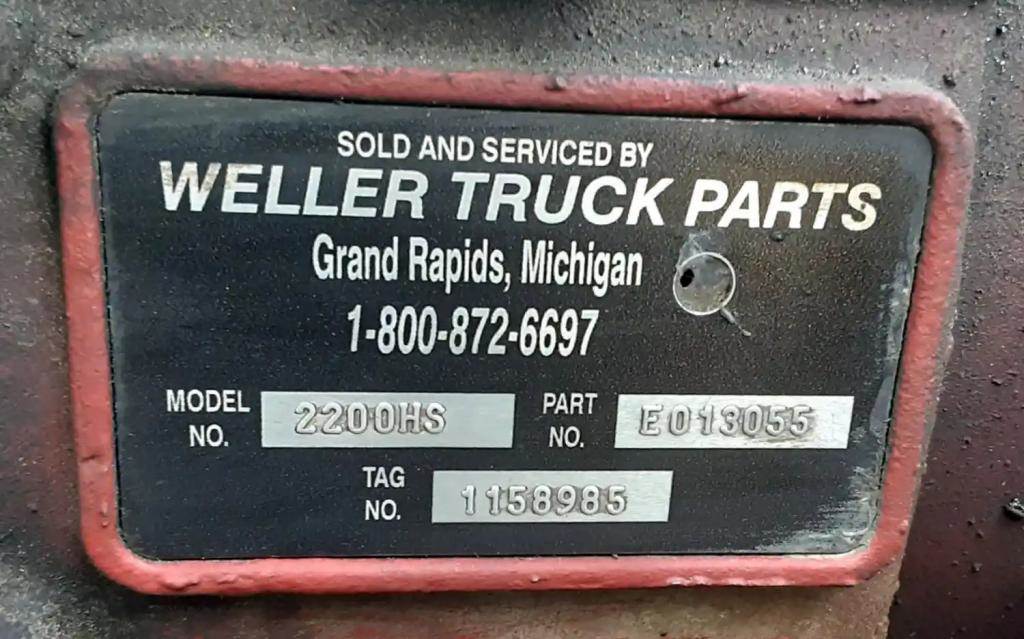 SOLD AND SERVICED BY
WELLER TRUCK PARTS
Grand Rapids, Michigan
1-800-872-6697
MODEL NO. 2200HS PART NO. E013055
TAG NO. 1158985